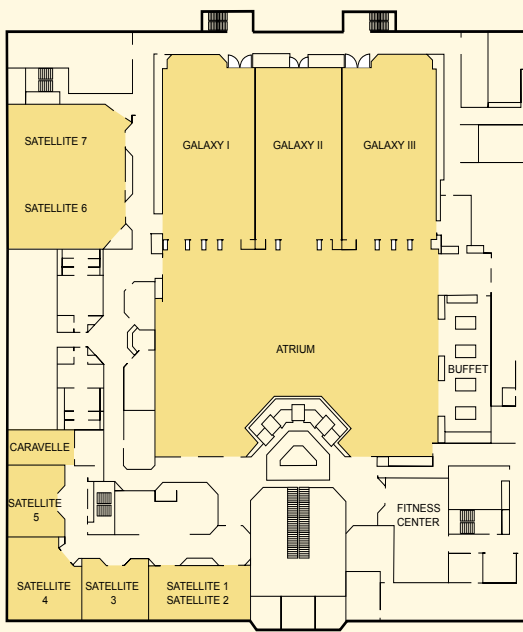 SATELLITE 7
GALAXY I
GALAXY II
GALAXY III
SATELLITE 6
ATRIUM
BUFFET
CARAVELLE
SATELLITE
5
FITNESS
CENTER
SATELLITE
4
SATELLITE
3
SATELLITE 1
SATELLITE 2